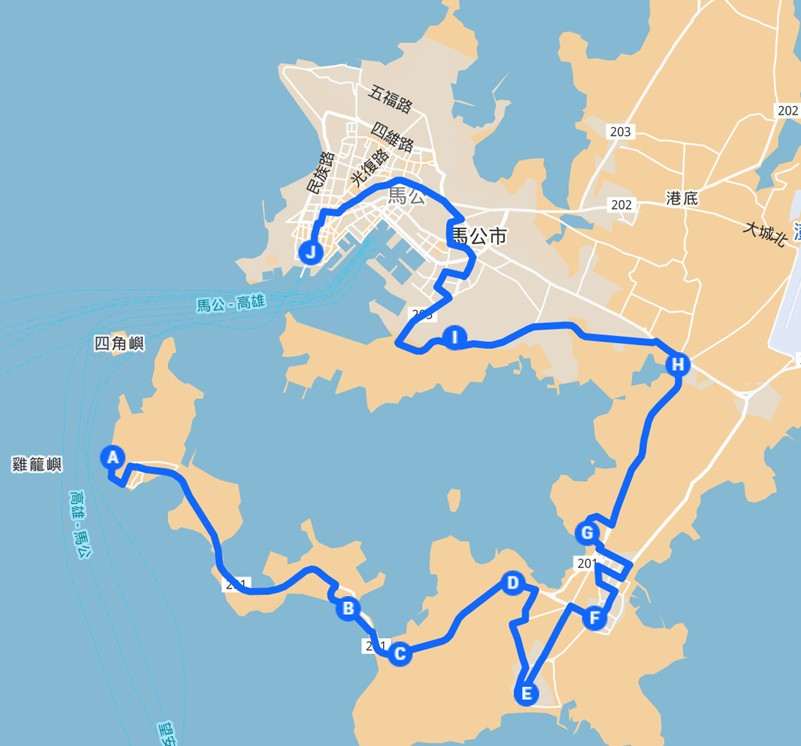 五福路
四維路
光復路
民族路
203
202
202
港底
馬公
馬公市
大城北
J
馬公 - 高雄
I
四角嶼
H
A
雞籠嶼
高雄 - 馬公
G
201
D
B
F
C
E
望安